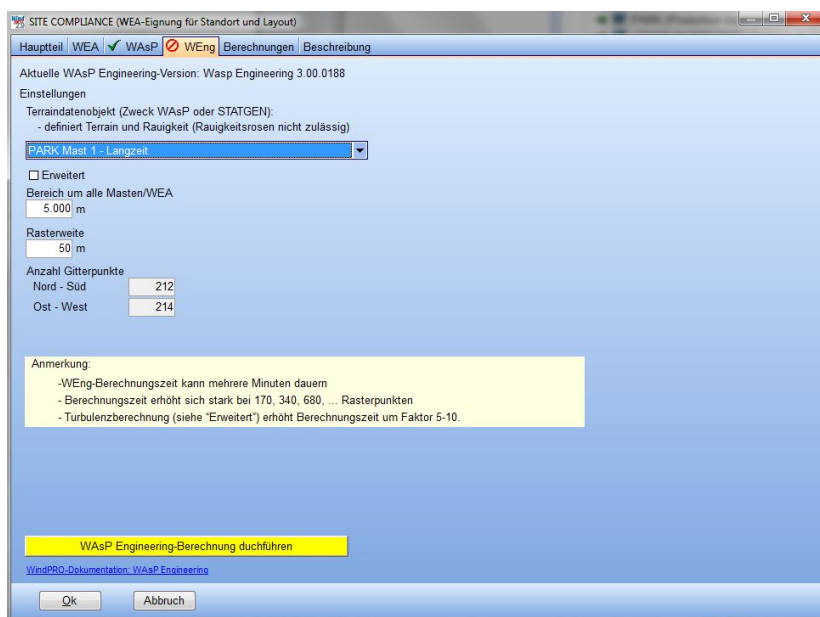 SITE COMPLIANCE (WEA-Eignung für Standort und Layout)
Hauptteil WEA WAsP WEng Berechnungen Beschreibung
Aktuelle WAsP Engineering-Version: Wasp Engineering 3.00.0188
Einstellungen
Terraindatenobjekt (Zweck WAsP oder STATGEN):
- definiert Terrain und Rauigkeit (Rauigkeitsrosen nicht zulässig)
PARK Mast 1 - Langzeit
Erweitert
Bereich um alle Masten/WEA
5.000 m
Rasterweite
50 m
Anzahl Gitterpunkte
Nord - Süd 212
Ost - West 214
Anmerkung:
-WEng-Berechnungszeit kann mehrere Minuten dauern
- Berechnungszeit erhöht sich stark bei 170, 340, 680, ... Rasterpunkten
- Turbulenzberechnung (siehe "Erweitert") erhöht Berechnungszeit um Faktor 5-10.
WAsP Engineering-Berechnung duchführen
WindPRO-Dokumentation: WAsP Engineering
Ok Abbruch